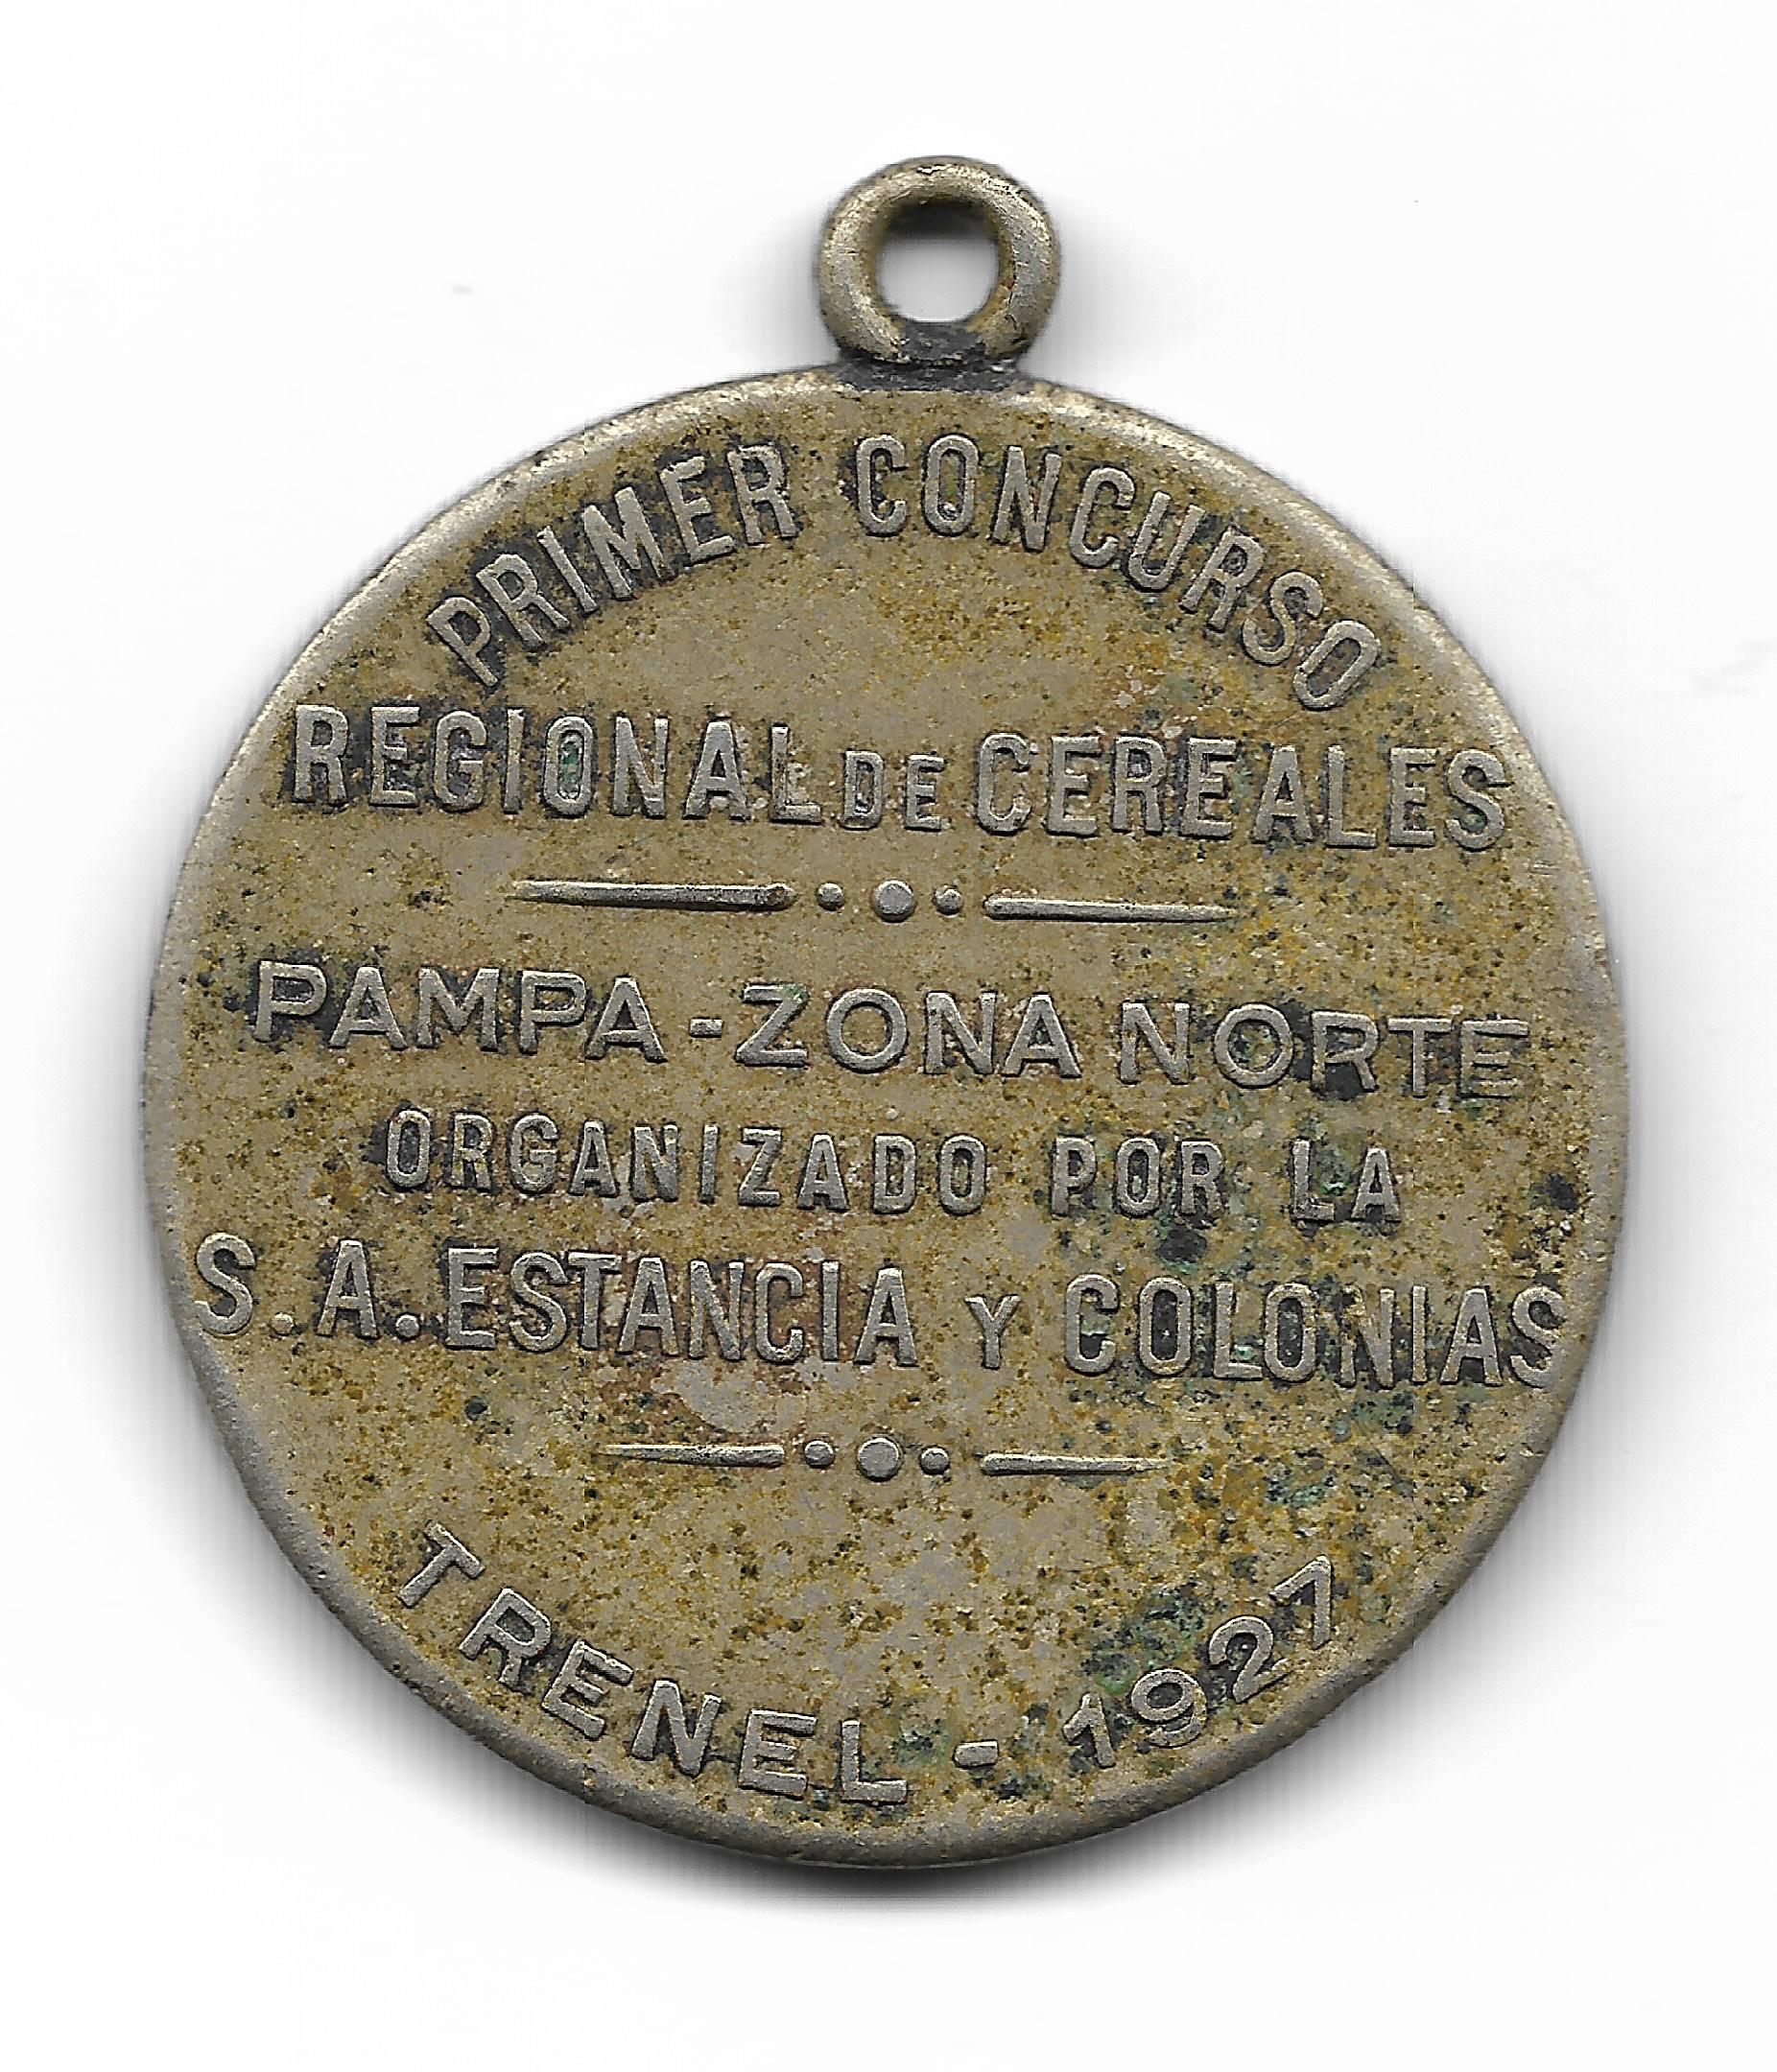 PRIMER CONCURSO
REGIONAL DE CEREALES
PAMPA - ZONA NORTE
ORGANIZADO POR LA
S. A. ESTANCIA Y COLONIAS
TRENEL - 1927